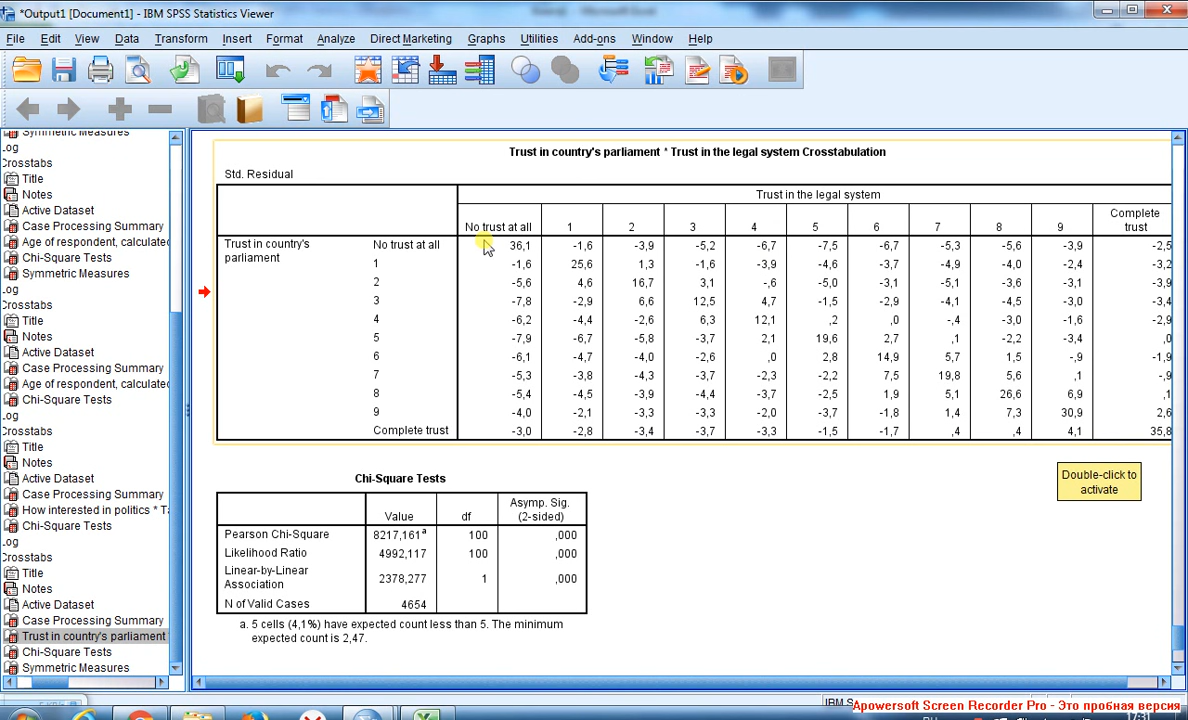 *Output1 [Document1] - IBM SPSS Statistics Viewer
File Edit View Data Transform Insert Format Analyze Direct Marketing Graphs Utilities Add-ons Window Help
Symmetric Measures
Log
Crosstabs
Title
Notes
Active Dataset
Case Processing Summary
Age of respondent, calculated
Chi-Square Tests
Symmetric Measures
Log
Crosstabs
Title
Notes
Active Dataset
Case Processing Summary
Age of respondent, calculated
Chi-Square Tests
Log
Crosstabs
Title
Notes
Active Dataset
Case Processing Summary
How interested in politics * T
Chi-Square Tests
Log
Crosstabs
Title
Notes
Active Dataset
Case Processing Summary
Trust in country's parliament
Chi-Square Tests
Symmetric Measures
Trust in country's parliament * Trust in the legal system Crosstabulation
Std. Residual
Trust in the legal system
No trust at all 1 2 3 4 5 6 7 8 9 Complete trust
Trust in country's parliament
No trust at all 36,1 -1,6 -3,9 -5,2 -6,7 -7,5 -6,7 -5,3 -5,6 -3,9 -2,5
1 -1,6 25,6 1,3 -1,6 -3,9 -4,6 -3,7 -4,9 -4,0 -2,4 -3,2
2 -5,6 4,6 16,7 3,1 -,6 -5,0 -3,1 -5,1 -3,6 -3,1 -3,9
3 -7,8 -2,9 6,6 12,5 4,7 -1,5 -2,9 -4,1 -4,5 -3,0 -3,4
4 -6,2 -4,4 -2,6 6,3 12,1 ,2 ,0 -,4 -3,0 -1,6 -2,9
5 -7,9 -6,7 -5,8 -3,7 2,1 19,6 2,7 ,1 -2,2 -3,4 ,0
6 -6,1 -4,7 -4,0 -2,6 ,0 2,8 14,9 5,7 1,5 -,9 -1,9
7 -5,3 -3,8 -4,3 -3,7 -2,3 -2,2 7,5 19,8 5,6 ,1 -,9
8 -5,4 -4,5 -3,9 -4,4 -3,7 -2,5 1,9 5,1 26,6 6,9 ,1
9 -4,0 -2,1 -3,3 -3,3 -2,0 -3,7 -1,8 1,4 7,3 30,9 2,6
Complete trust -3,0 -2,8 -3,4 -3,7 -3,3 -1,5 -1,7 ,4 ,4 4,1 35,8
Double-click to
activate
Chi-Square Tests
Value df Asymp. Sig. (2-sided)
Pearson Chi-Square 8217,161a 100 ,000
Likelihood Ratio 4992,117 100 ,000
Linear-by-Linear Association 2378,277 1 ,000
N of Valid Cases 4654
a. 5 cells (4,1%) have expected count less than 5. The minimum
expected count is 2,47.
Apowersoft Screen Recorder Pro - Это пробная версия